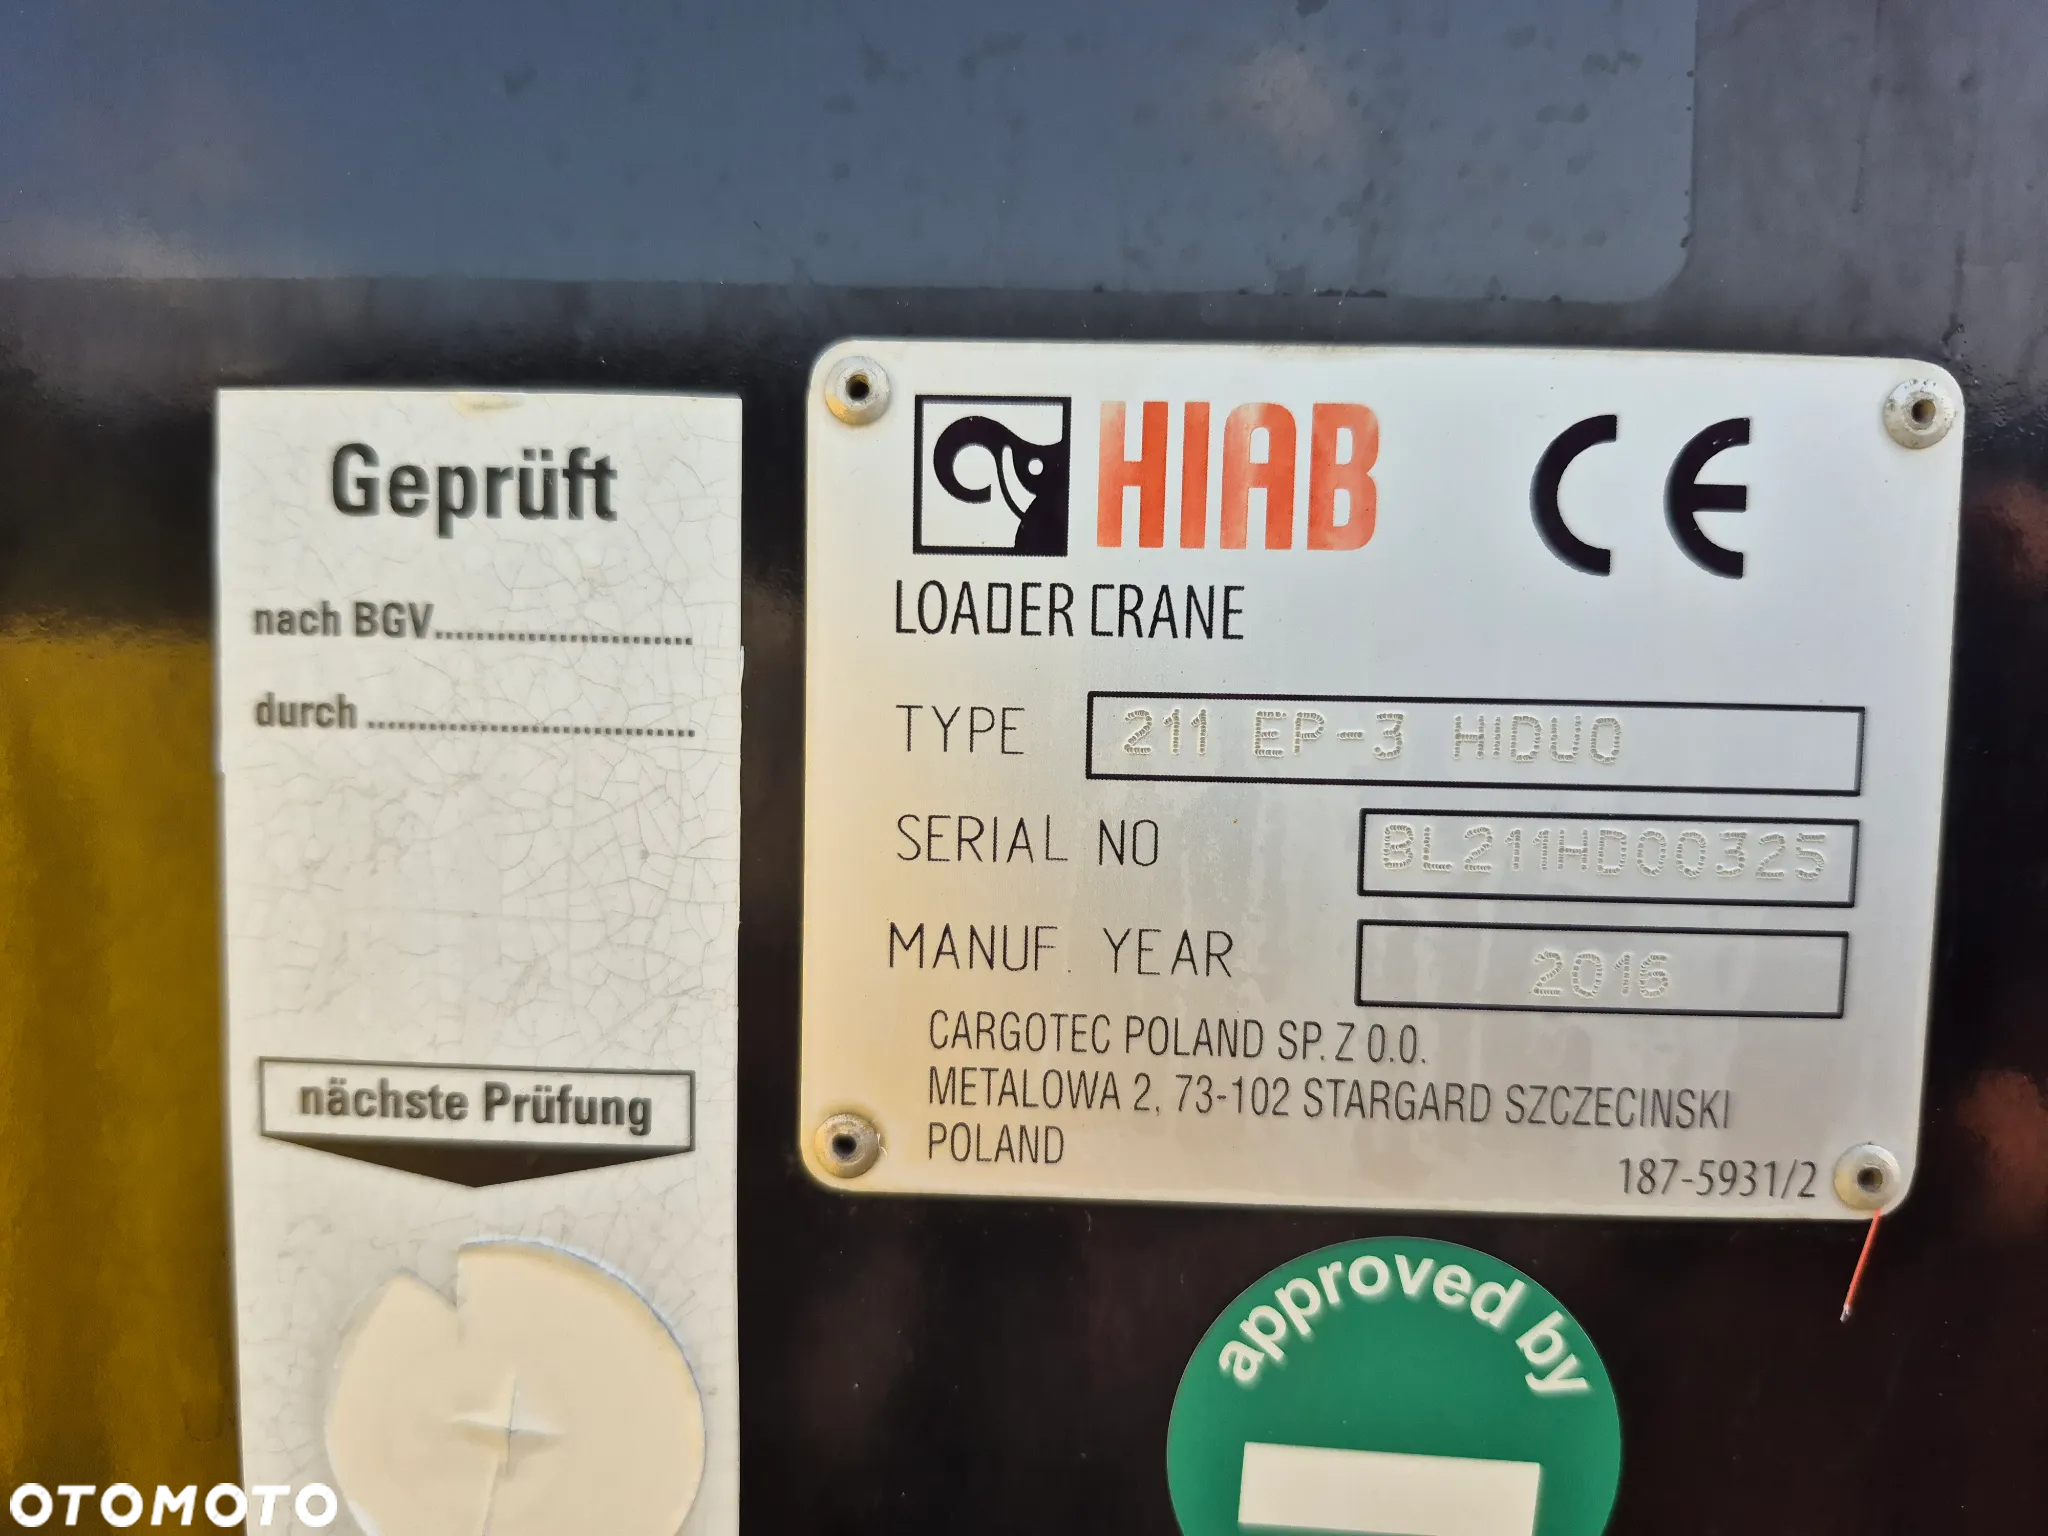 Geprüft
nach BGV..............................
durch ......................................
nächste Prüfung
HIAB CE
LOADER CRANE
TYPE 211 EP-3 HIDUO
SERIAL NO BL211HD00325
MANUF. YEAR 2016
CARGOTEC POLAND SP. Z O.O.
METALOWA 2, 73-102 STARGARD SZCZECINSKI
POLAND
187-5931/2
approved by
OTOMOTO